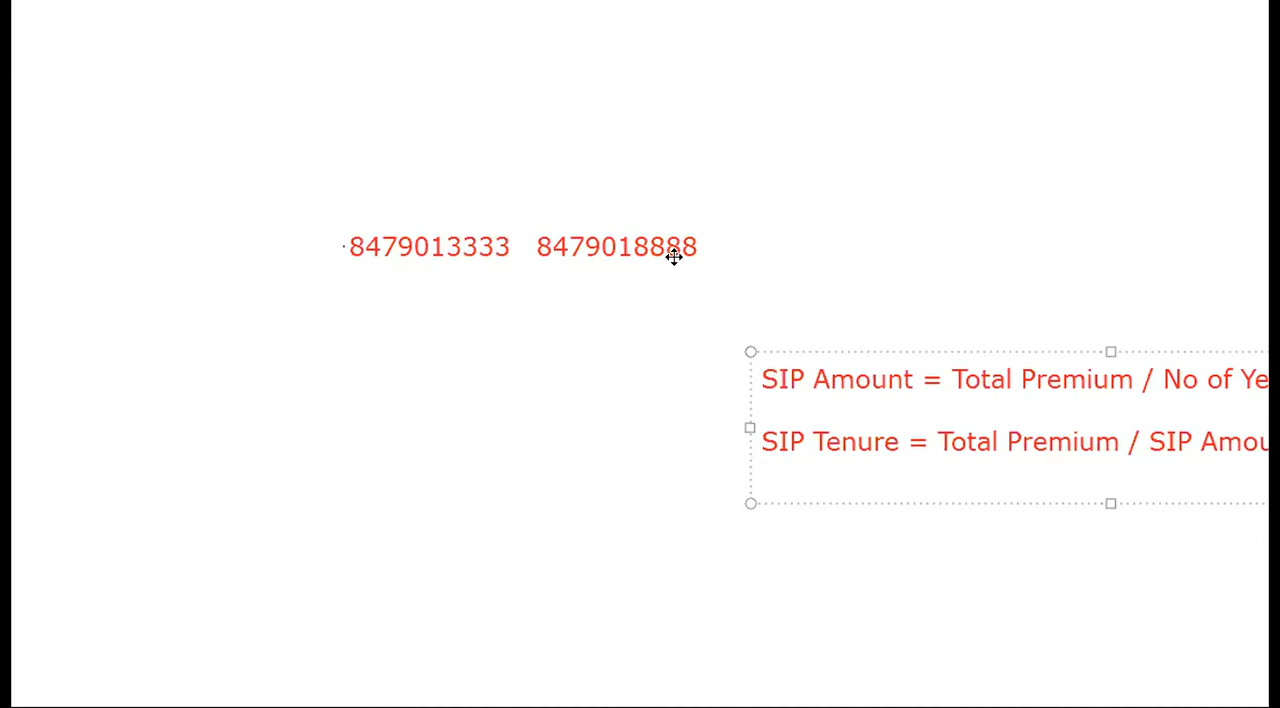 8479013333 8479018888
SIP Amount = Total Premium / No of Ye
SIP Tenure = Total Premium / SIP Amou